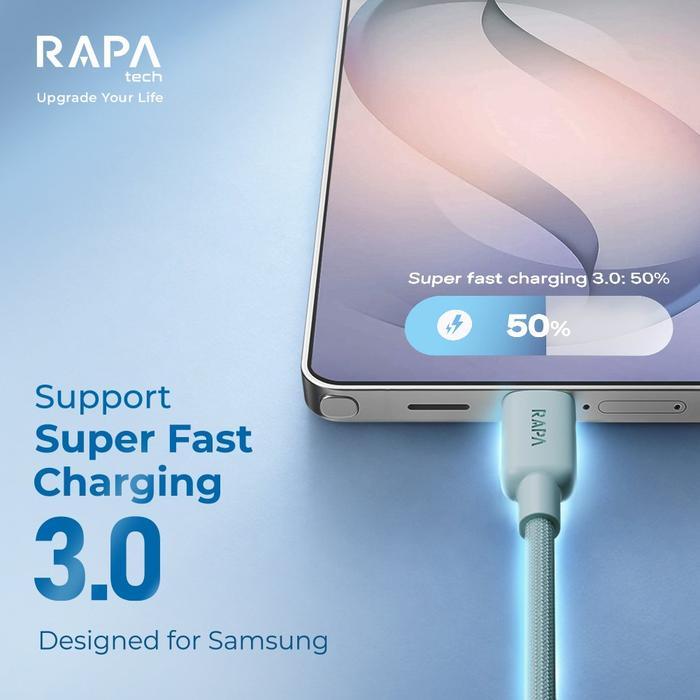 RAPA
tech
Upgrade Your Life
Super fast charging 3.0: 50%
50%
RAPA
Support
Super Fast
Charging
3.0
Designed for Samsung